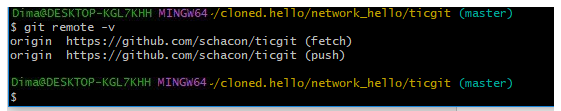 Dima@DESKTOP-KGL7KHH MINGW64~/cloned.hello/network_hello/ticgit (master)
$ git remote -v
origin  https://github.com/schacon/ticgit (fetch)
origin  https://github.com/schacon/ticgit (push)
Dima@DESKTOP-KGL7KHH MINGW64~/cloned.hello/network_hello/ticgit (master)
$